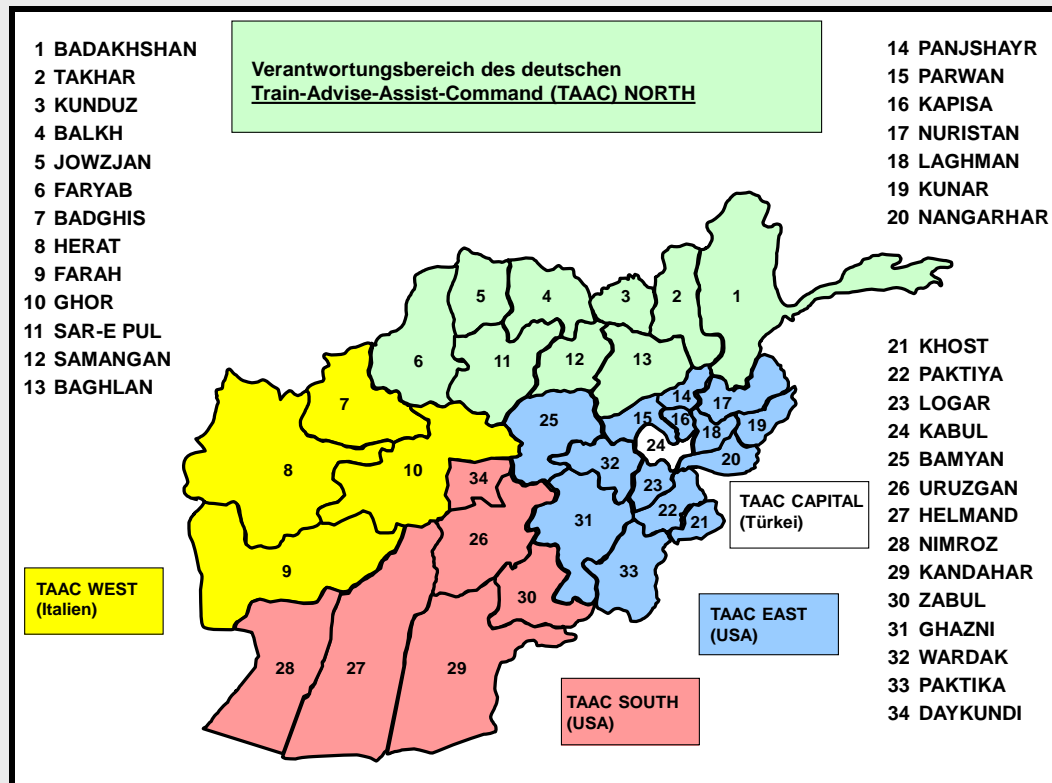 1 BADAKHSHAN
2 TAKHAR
3 KUNDUZ
4 BALKH
5 JOWZJAN
6 FARYAB
7 BADGHIS
8 HERAT
9 FARAH
10 GHOR
11 SAR-E PUL
12 SAMANGAN
13 BAGHLAN
Verantwortungsbereich des deutschen
Train-Advise-Assist-Command (TAAC) NORTH
14 PANJSHAYR
15 PARWAN
16 KAPISA
17 NURISTAN
18 LAGHMAN
19 KUNAR
20 NANGARHAR
21 KHOST
22 PAKTIYA
23 LOGAR
24 KABUL
25 BAMYAN
26 URUZGAN
27 HELMAND
28 NIMROZ
29 KANDAHAR
30 ZABUL
31 GHAZNI
32 WARDAK
33 PAKTIKA
34 DAYKUNDI
5
4
3
2
1
6
11
12
13
7
25
14
17
15
16
19
18
24
20
8
10
32
34
23
22
21
31
26
33
9
30
28
27
29
TAAC CAPITAL
(Türkei)
TAAC WEST
(Italien)
TAAC EAST
(USA)
TAAC SOUTH
(USA)